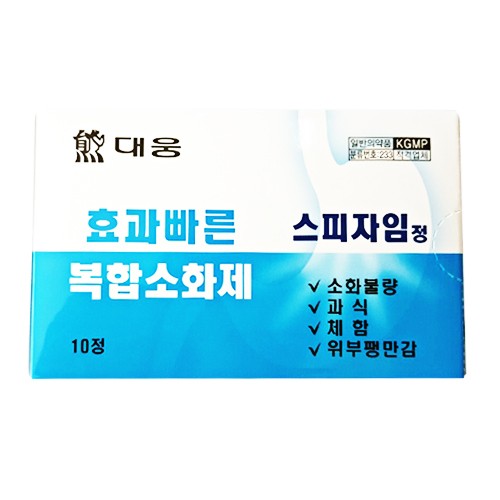 대웅
일반의약품 KGMP
분류번호:233 적격업체
효과빠른
복합소화제
10정
스피자임정
✓ 소화불량
✓ 과식
✓ 체함
✓ 위부팽만감